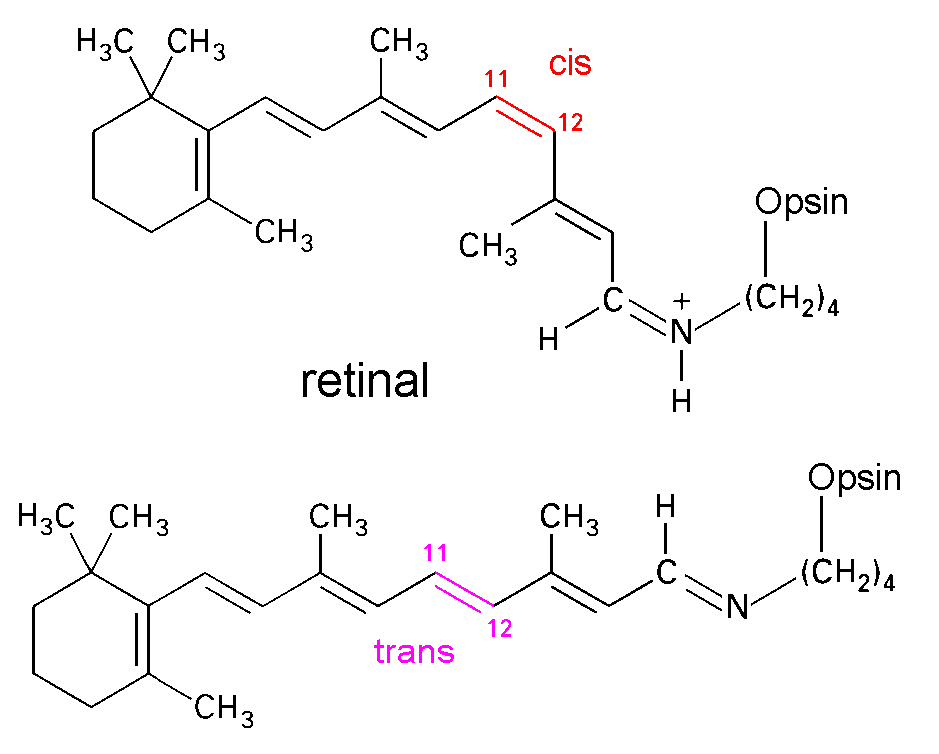 H₃C CH₃ CH₃ cis
11
12
Opsin
CH₃
CH₃
C + (CH₂)₄
H N
retinal H
Opsin
H
H₃C CH₃ CH₃ CH₃
11
C (CH₂)₄
N
12
trans
CH₃